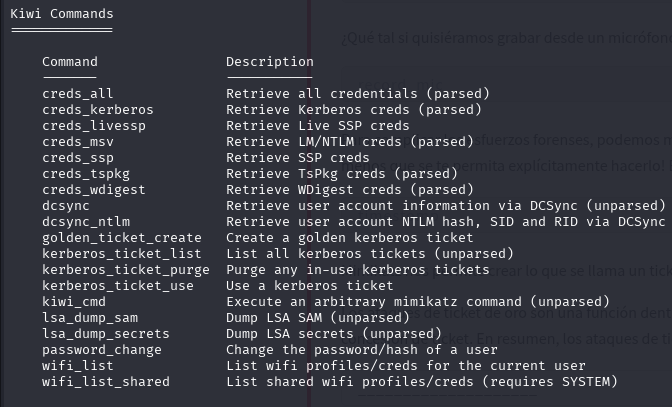 Kiwi Commands
=============
Command Description
------- -----------
creds_all Retrieve all credentials (parsed)
creds_kerberos Retrieve Kerberos creds (parsed)
creds_livessp Retrieve Live SSP creds
creds_msv Retrieve LM/NTLM creds (parsed)
creds_ssp Retrieve SSP creds
creds_tspkg Retrieve TsPkg creds (parsed)
creds_wdigest Retrieve WDigest creds (parsed)
dcsync Retrieve user account information via DCSync (unparsed)
dcsync_ntlm Retrieve user account NTLM hash, SID and RID via DCSync
golden_ticket_create Create a golden kerberos ticket
kerberos_ticket_list List all kerberos tickets (unparsed)
kerberos_ticket_purge Purge any in-use kerberos tickets
kerberos_ticket_use Use a kerberos ticket
kiwi_cmd Execute an arbitrary mimikatz command (unparsed)
lsa_dump_sam Dump LSA SAM (unparsed)
lsa_dump_secrets Dump LSA secrets (unparsed)
password_change Change the password/hash of a user
wifi_list List wifi profiles/creds for the current user
wifi_list_shared List shared wifi profiles/creds (requires SYSTEM)
¿Qué tal si quisiéramos grabar desde un micrófono
esfuerzos forenses, podemos
que se te permita explícitamente hacerlo!
crear lo que se llama un
de ticket de oro son una función
ticket. En resumen, los ataques de